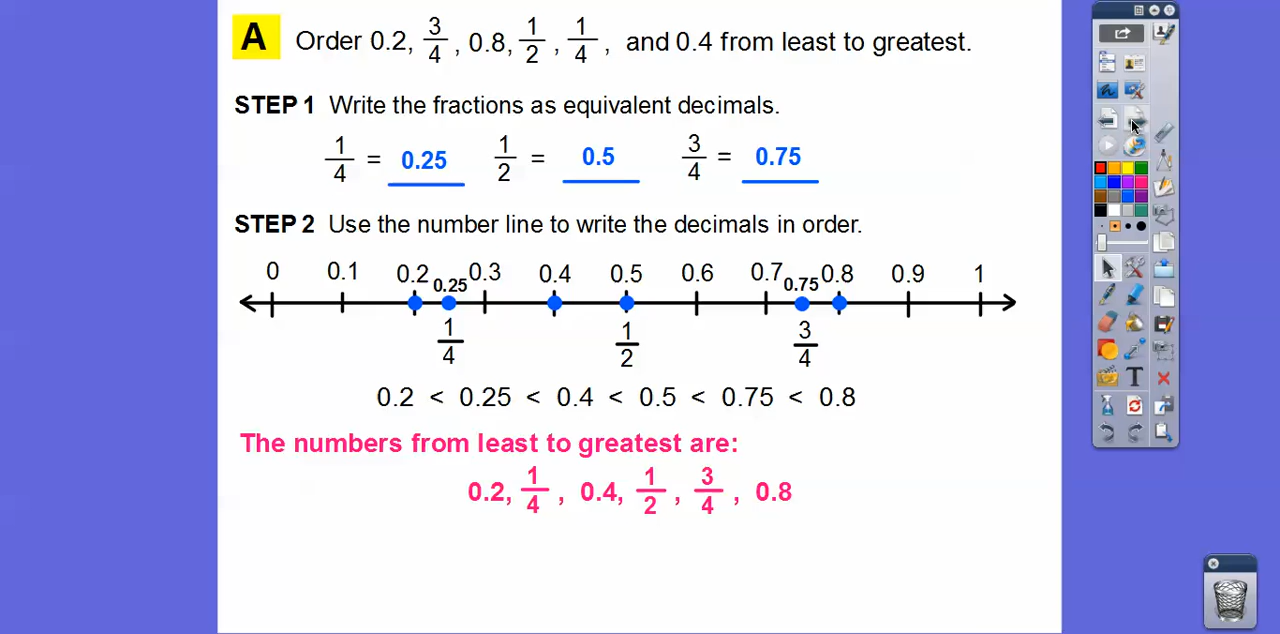 A Order 0.2, 3/4, 0.8, 1/2, 1/4, and 0.4 from least to greatest.
STEP 1 Write the fractions as equivalent decimals.
1/4 = 0.25 1/2 = 0.5 3/4 = 0.75
STEP 2 Use the number line to write the decimals in order.
0 0.1 0.2 0.25 0.3 0.4 0.5 0.6 0.7 0.75 0.8 0.9 1
1/4 1/2 3/4
0.2 < 0.25 < 0.4 < 0.5 < 0.75 < 0.8
The numbers from least to greatest are:
0.2, 1/4, 0.4, 1/2, 3/4, 0.8
T